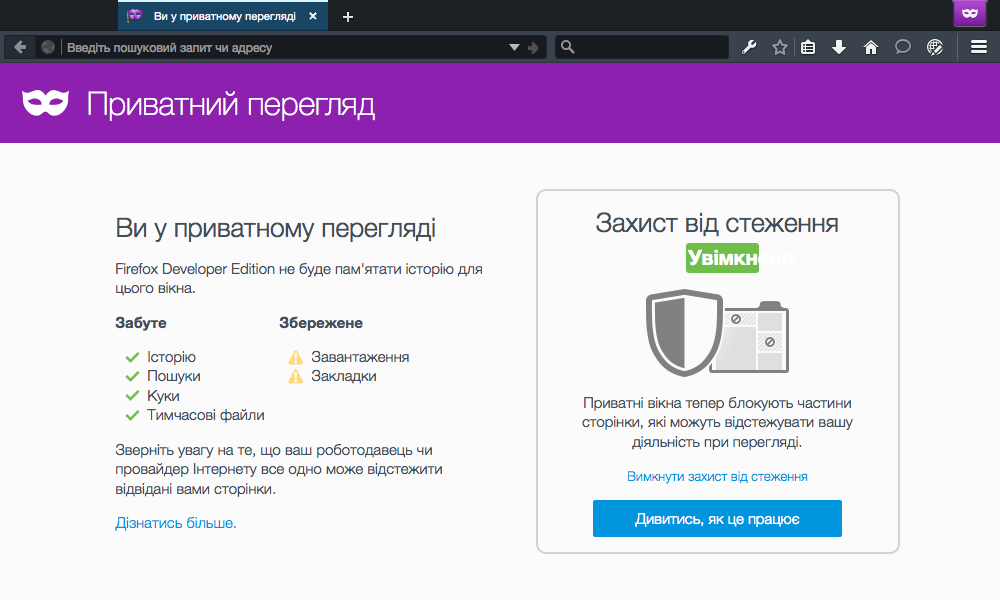 Ви у приватному перегляді
Введіть пошуковий запит чи адресу
Приватний перегляд
Ви у приватному перегляді
Firefox Developer Edition не буде пам'ятати історію для
цього вікна.
Забуте
Історію
Пошуки
Куки
Тимчасові файли
Збережене
Завантаження
Закладки
Зверніть увагу на те, що ваш роботодавець чи
провайдер Інтернету все одно може відстежити
відвідані вами сторінки.
Дізнатись більше.
Захист від стеження
Увімкнено
Приватні вікна тепер блокують частини
сторінки, які можуть відстежувати вашу
діяльність при перегляді.
Вимкнути захист від стеження
Дивитись, як це працює